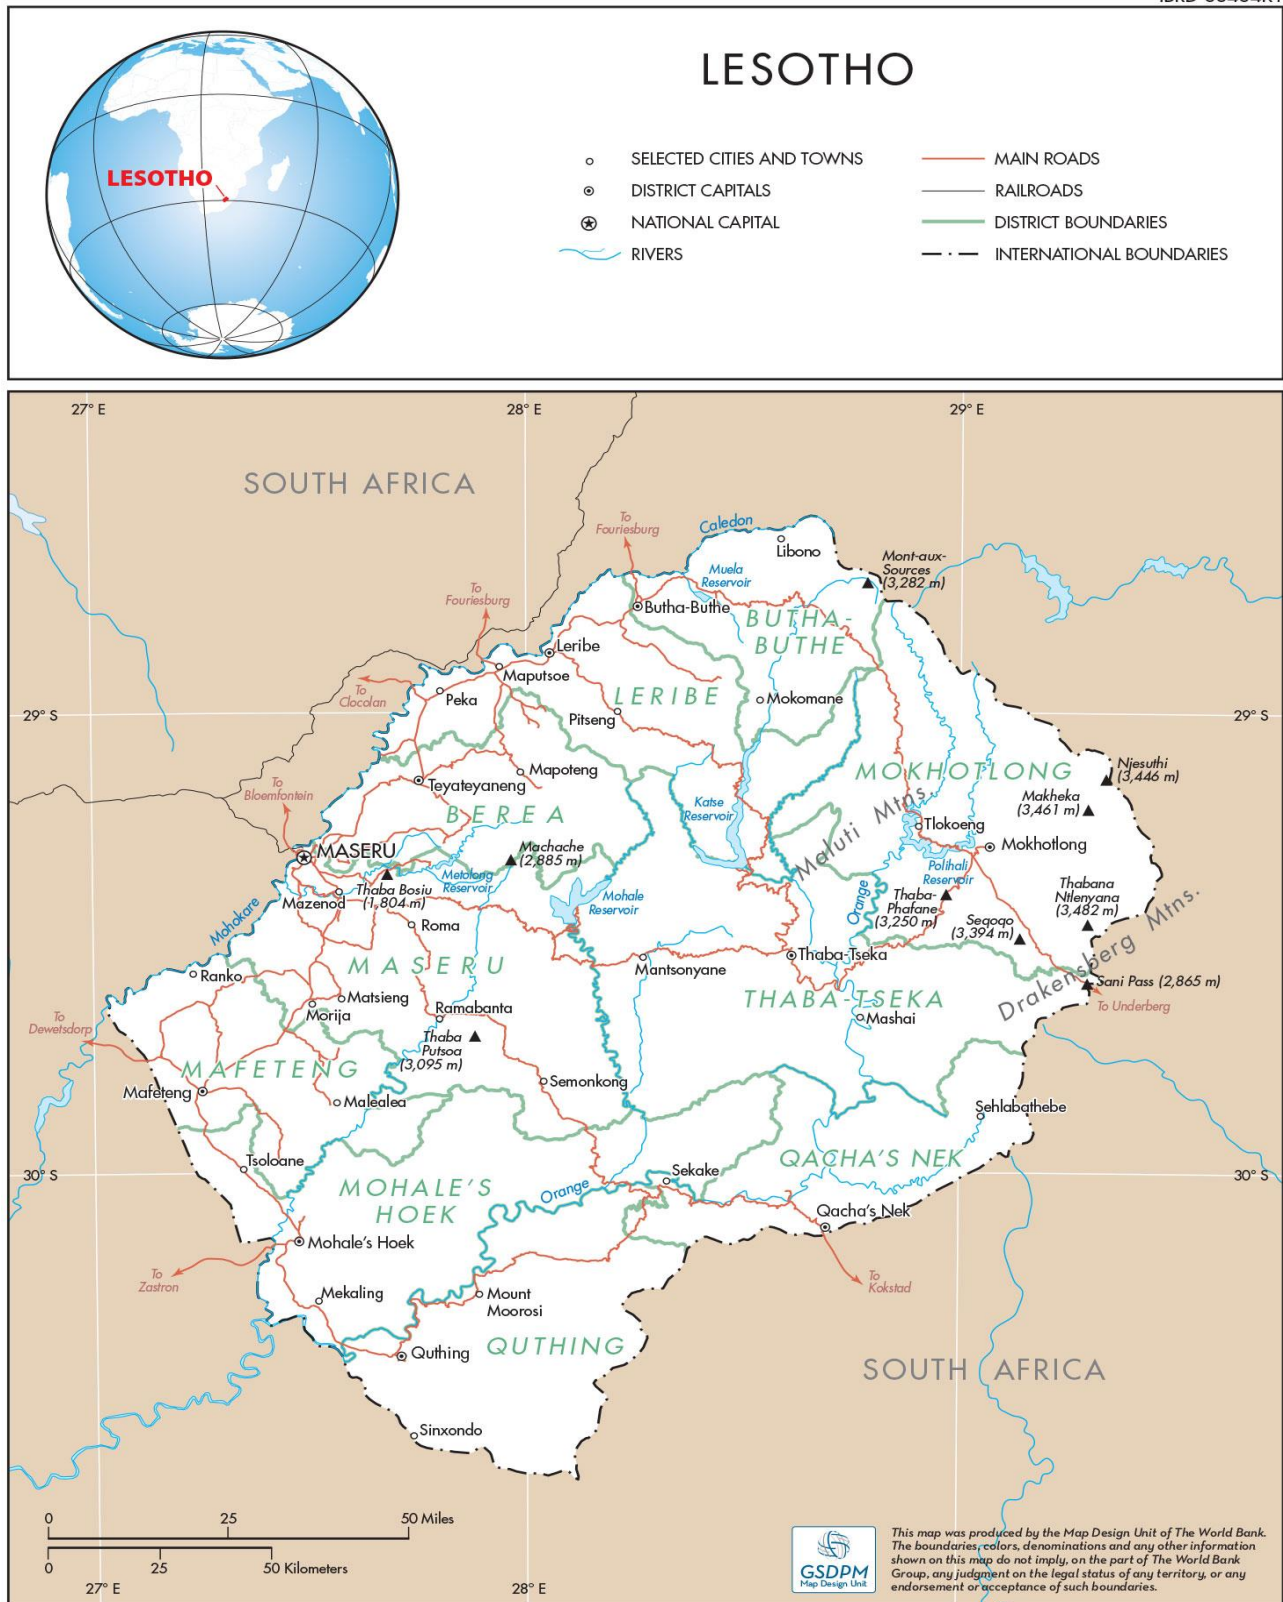 LESOTHO
LESOTHO
SELECTED CITIES AND TOWNS
DISTRICT CAPITALS
NATIONAL CAPITAL
RIVERS
MAIN ROADS
RAILROADS
DISTRICT BOUNDARIES
INTERNATIONAL BOUNDARIES
27° E
28° E
29° E
SOUTH AFRICA
To
Fouriesburg
Caledon
Libono
Mont-aux-
Sources
(3,282 m)
Muela
Reservoir
To
Fouriesburg
Butha-Buthe
BUTHA-
BUTHE
Leribe
Maputsoe
To
Clocolan
Peka
LERIBE
Mokomane
Pitseng
29° S
29° S
Mapoteng
Teyateyaneng
MOKHOTLONG
Njesuthi
(3,446 m)
Makheka
(3,461 m)
To
Bloemfontein
BEREA
Katse
Reservoir
Maluti Mtns.
Tlokoeng
Mokhotlong
MASERU
Machache
(2,885 m)
Metolong
Reservoir
Polihali
Reservoir
Thaba Bosiu
(1,804 m)
Mazenod
Mohale
Reservoir
Orange
Thaba-
Phafane
(3,250 m)
Thabana
Ntlenyana
(3,482 m)
Seqoqo
(3,394 m)
Mohokare
Roma
Drakensberg Mtns.
Ranko
MASERU
Mantsonyane
Thaba-Tseka
Sani Pass (2,865 m)
To Underberg
THABA-TSEKA
Matsieng
Morija
Ramabanta
Mashai
To
Dewetsdorp
Thaba
Putsoa
(3,095 m)
MAFETENG
Semonkong
Mafeteng
Malealea
Sehlabathebe
Tsoloane
QACHA'S NEK
30° S
30° S
Sekake
MOHALE'S
HOEK
Orange
Qacha's Nek
Mohale's Hoek
To
Zastron
To
Kokstad
Mekaling
Mount
Moorosi
Quthing
QUTHING
SOUTH AFRICA
Sinxondo
0
25
50 Miles
0
25
50 Kilometers
27° E
28° E
GSDPM
Map Design Unit
This map was produced by the Map Design Unit of The World Bank.
The boundaries, colors, denominations and any other information
shown on this map do not imply, on the part of The World Bank
Group, any judgment on the legal status of any territory, or any
endorsement or acceptance of such boundaries.